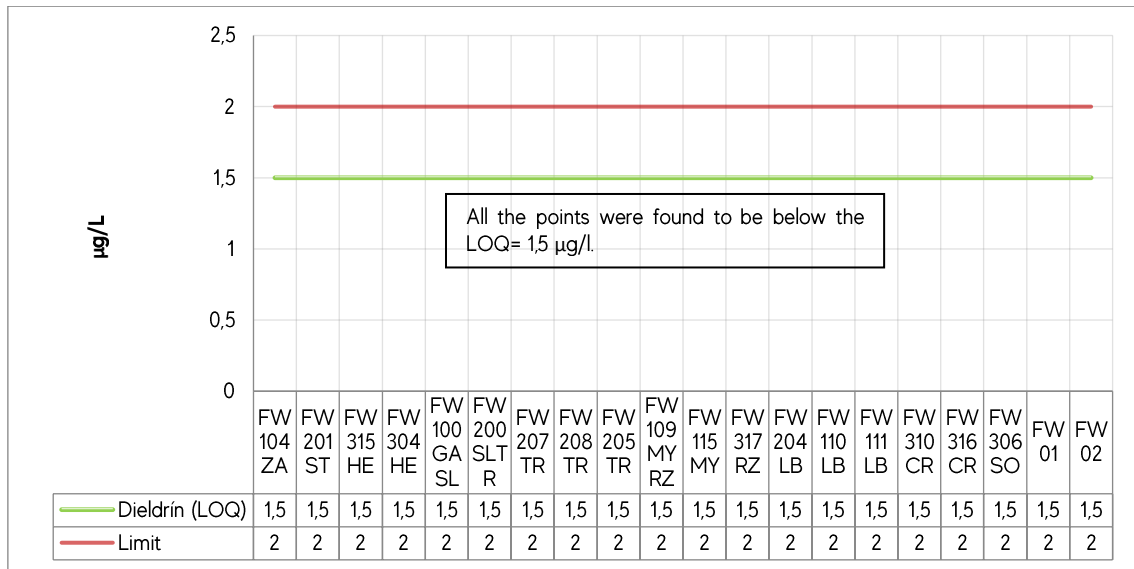 2,5
2
1,5
1
0,5
0
µg/L
All the points were found to be below the
LOQ= 1,5 µg/l.
FW 104 ZA
FW 201 ST
FW 315 HE
FW 304 HE
FW 100 GA SL
FW 200 SLT R
FW 207 TR
FW 208 TR
FW 205 TR
FW 109 MY RZ
FW 115 MY
FW 317 RZ
FW 204 LB
FW 110 LB
FW 111 LB
FW 310 CR
FW 316 CR
FW 306 SO
FW 01
FW 02
Dieldrín (LOQ) 1,5 1,5 1,5 1,5 1,5 1,5 1,5 1,5 1,5 1,5 1,5 1,5 1,5 1,5 1,5 1,5 1,5 1,5 1,5 1,5
Limit 2 2 2 2 2 2 2 2 2 2 2 2 2 2 2 2 2 2 2 2